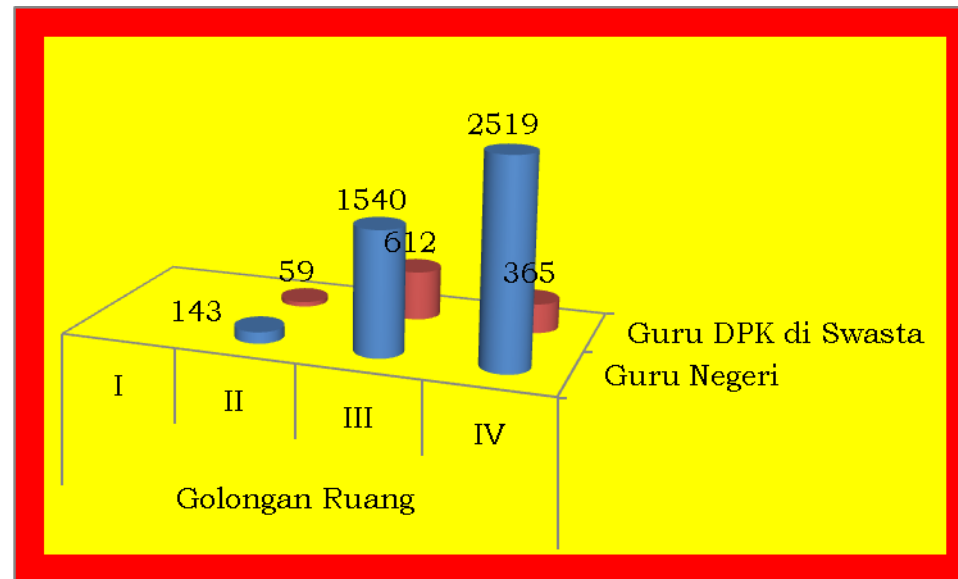 2519
1540
612
59
365
143
Guru DPK di Swasta
Guru Negeri
I
II
III
IV
Golongan Ruang